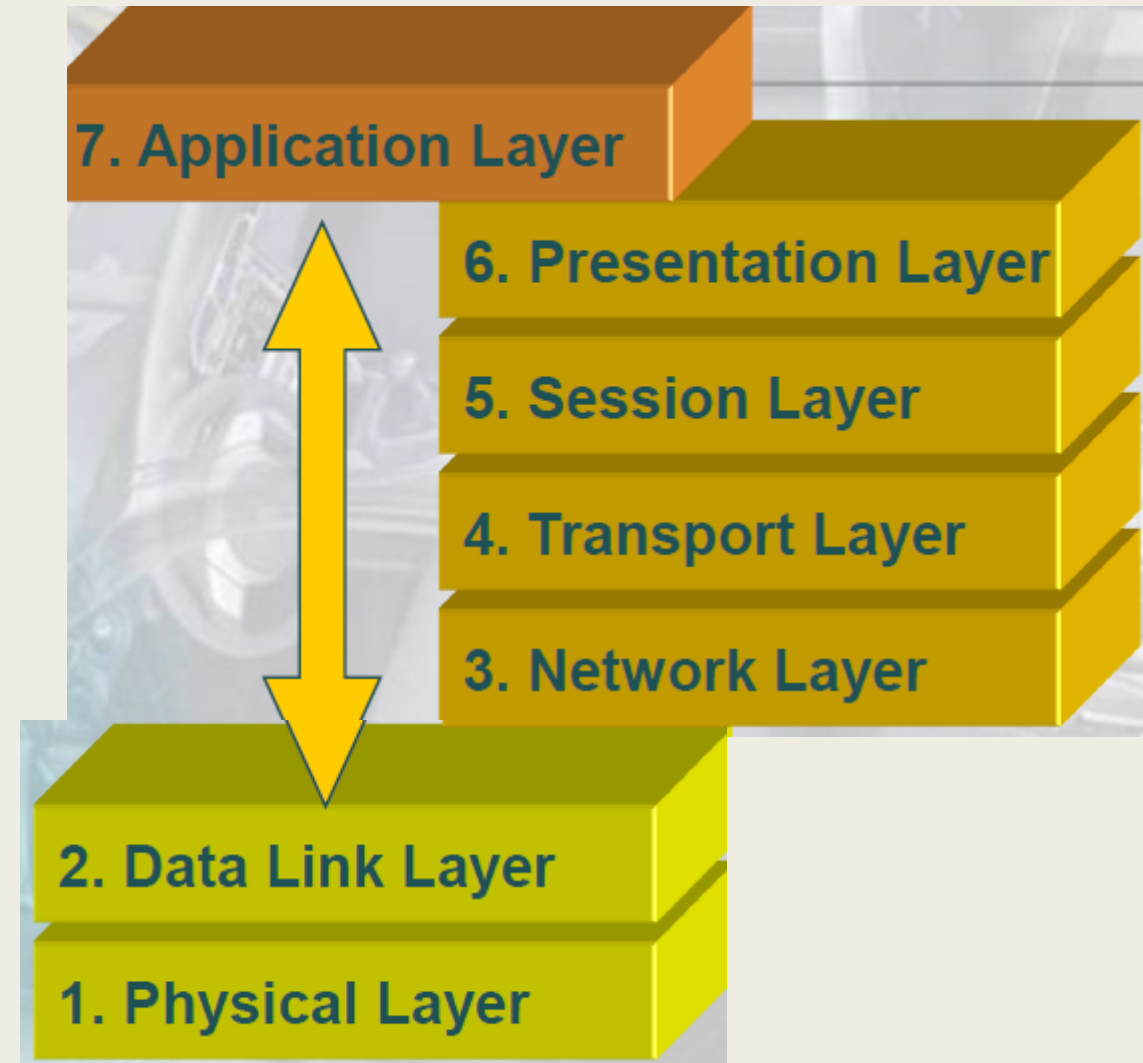 7. Application Layer
6. Presentation Layer
5. Session Layer
4. Transport Layer
3. Network Layer
2. Data Link Layer
1. Physical Layer